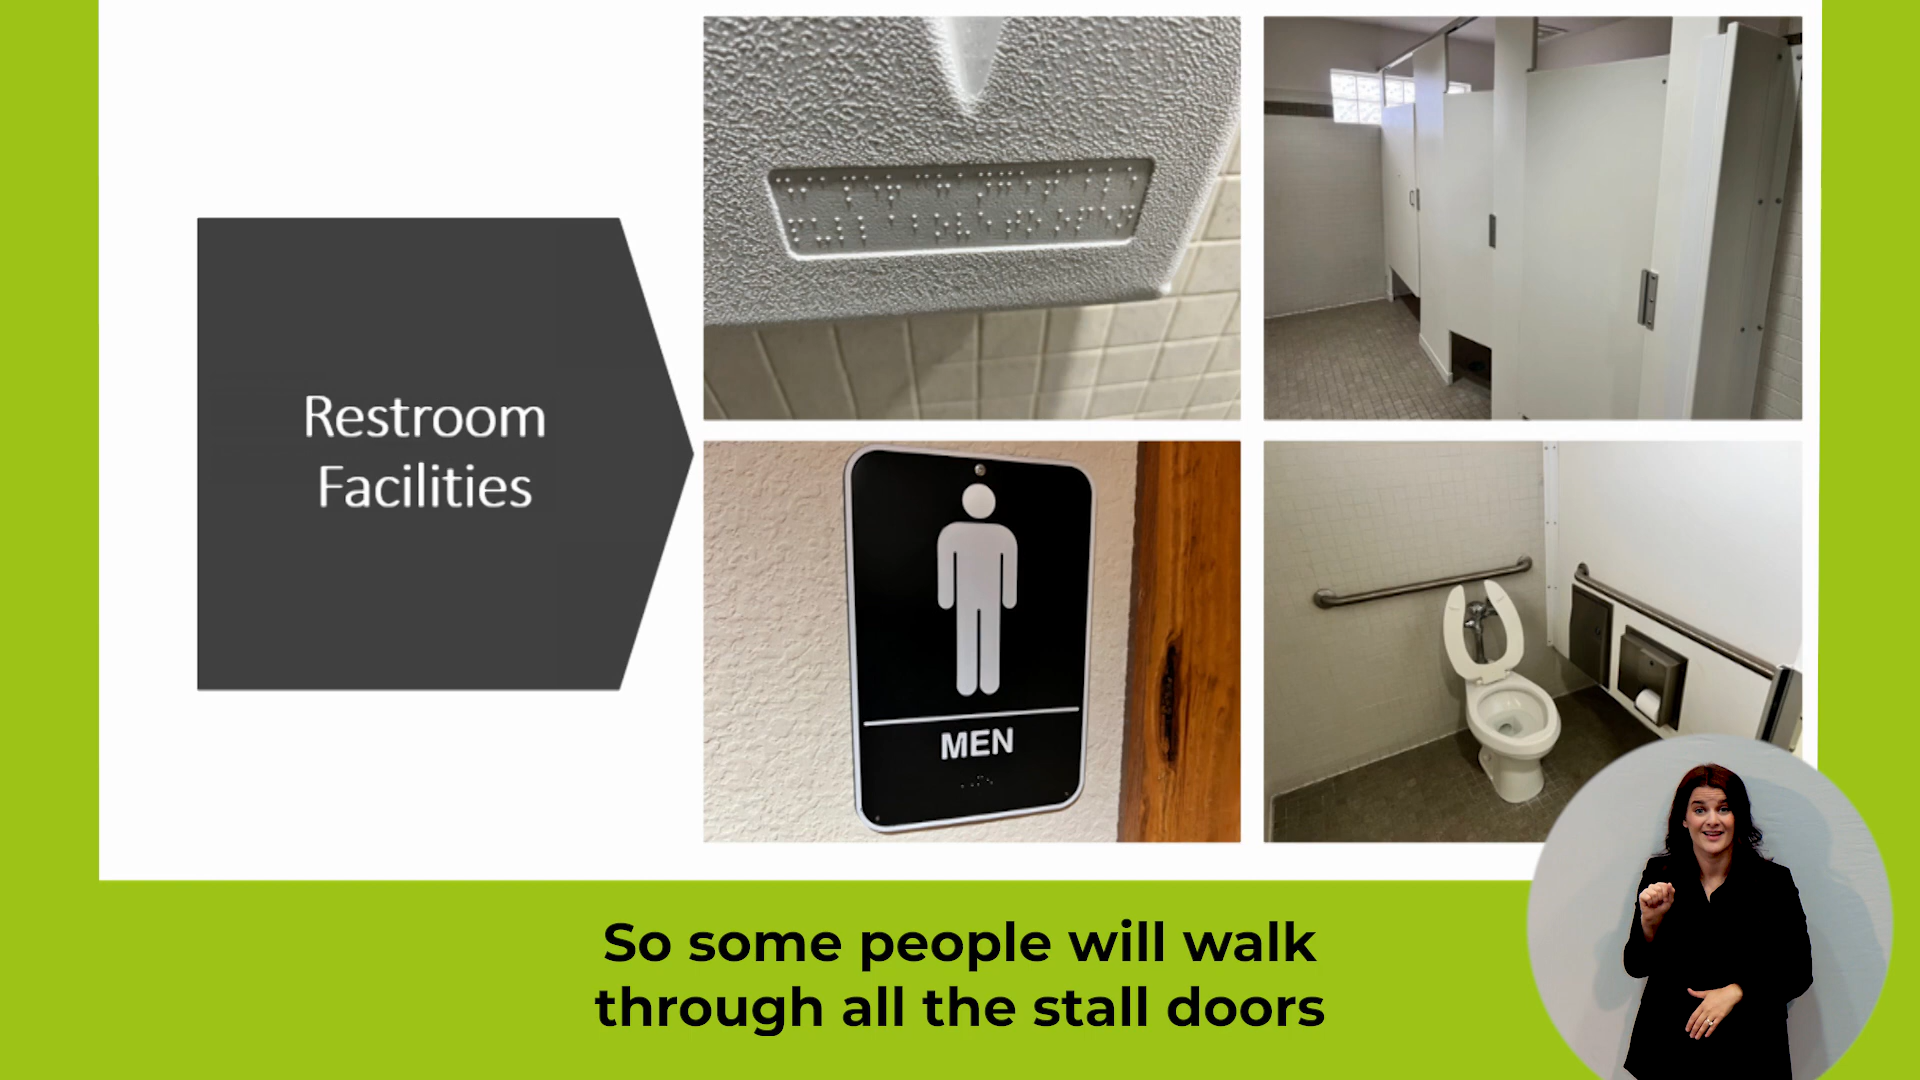 Restroom
Facilities
MEN
So some people will walk
through all the stall doors